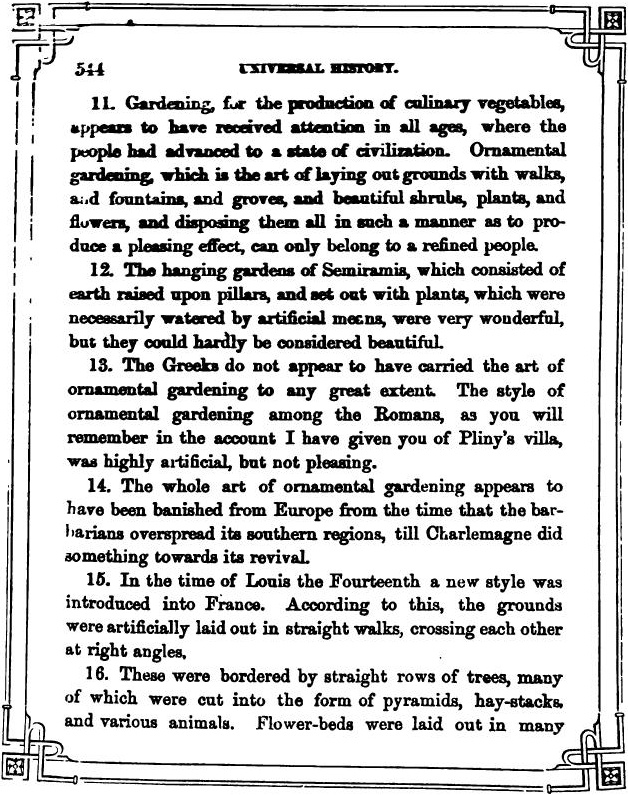 544 UNIVERSAL HISTORY.
11. Gardening, for the production of culinary vegetables,
appears to have received attention in all ages, where the
people had advanced to a state of civilization. Ornamental
gardening, which is the art of laying out grounds with walks,
and fountains, and groves, and beautiful shrubs, plants, and
flowers, and disposing them all in such a manner as to pro-
duce a pleasing effect, can only belong to a refined people.
12. The hanging gardens of Semiramis, which consisted of
earth raised upon pillars, and set out with plants, which were
necessarily watered by artificial means, were very wonderful,
but they could hardly be considered beautiful.
13. The Greeks do not appear to have carried the art of
ornamental gardening to any great extent. The style of
ornamental gardening among the Romans, as you will
remember in the account I have given you of Pliny's villa,
was highly artificial, but not pleasing.
14. The whole art of ornamental gardening appears to
have been banished from Europe from the time that the bar-
barians overspread its southern regions, till Charlemagne did
something towards its revival.
15. In the time of Louis the Fourteenth a new style was
introduced into France. According to this, the grounds
were artificially laid out in straight walks, crossing each other
at right angles.
16. These were bordered by straight rows of trees, many
of which were cut into the form of pyramids, hay-stacks,
and various animals. Flower-beds were laid out in many